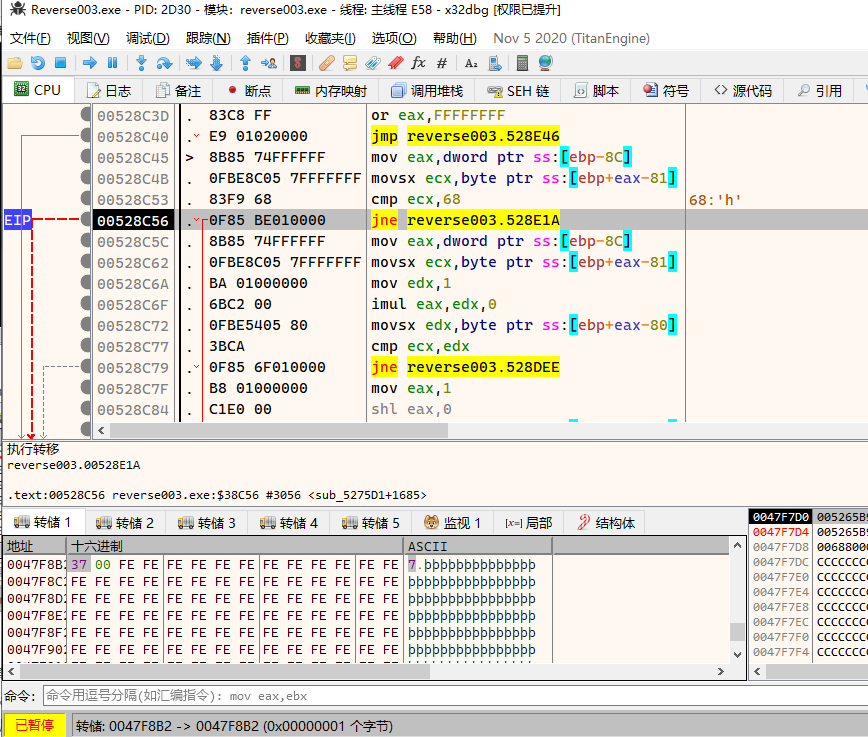 Reverse003.exe - PID: 2D30 - 模块: reverse003.exe - 线程: 主线程 E58 - x32dbg [权限已提升]
文件(F) 视图(V) 调试(D) 跟踪(N) 插件(P) 收藏夹(I) 选项(O) 帮助(H) Nov 5 2020 (TitanEngine)
CPU 日志 备注 断点 内存映射 调用堆栈 SEH 链 脚本 符号 源代码 引用
00528C3D . 83C8 FF or eax,FFFFFFFF
00528C40 . E9 01020000 jmp reverse003.528E46
00528C45 > 8B85 74FFFFFF mov eax,dword ptr ss:[ebp-8C]
00528C4B . 0FBE8C05 7FFFFFFF movsx ecx,byte ptr ss:[ebp+eax-81]
00528C53 . 83F9 68 cmp ecx,68 68:'h'
EIP 00528C56 . 0F85 BE010000 jne reverse003.528E1A
00528C5C . 8B85 74FFFFFF mov eax,dword ptr ss:[ebp-8C]
00528C62 . 0FBE8C05 7FFFFFFF movsx ecx,byte ptr ss:[ebp+eax-81]
00528C6A . BA 01000000 mov edx,1
00528C6F . 6BC2 00 imul eax,edx,0
00528C72 . 0FBE5405 80 movsx edx,byte ptr ss:[ebp+eax-80]
00528C77 . 3BCA cmp ecx,edx
00528C79 . 0F85 6F010000 jne reverse003.528DEE
00528C7F . B8 01000000 mov eax,1
00528C84 . C1E0 00 shl eax,0
执行转移
reverse003.00528E1A
.text:00528C56 reverse003.exe:$38C56 #3056 <sub_5275D1+1685>
转储 1 转储 2 转储 3 转储 4 转储 5 监视 1 [x=] 局部 结构体
地址 十六进制 ASCII
0047F8B2 37 00 FE FE FE FE FE FE FE FE FE FE FE FE FE FE 7.þþþþþþþþþþþþþþ
0047F8C2 FE FE FE FE FE FE FE FE FE FE FE FE FE FE FE FE þþþþþþþþþþþþþþþþ
0047F8D2 FE FE FE FE FE FE FE FE FE FE FE FE FE FE FE FE þþþþþþþþþþþþþþþþ
0047F8E2 FE FE FE FE FE FE FE FE FE FE FE FE FE FE FE FE þþþþþþþþþþþþþþþþ
0047F8F2 FE FE FE FE FE FE FE FE FE FE FE FE FE FE FE FE þþþþþþþþþþþþþþþþ
0047F902 FE FE FE FE FE FE FE FE FE FE FE FE FE FE FE FE þþþþþþþþþþþþþþþþ
0047F7D0 005265B9
0047F7D4 005265B9
0047F7D8 00688000
0047F7DC CCCCCCCC
0047F7E0 CCCCCCCC
0047F7E4 CCCCCCCC
0047F7E8 CCCCCCCC
0047F7EC CCCCCCCC
0047F7F0 CCCCCCCC
0047F7F4 CCCCCCCC
命令: 命令用逗号分隔(如汇编指令): mov eax,ebx
已暂停 转储: 0047F8B2 -> 0047F8B2 (0x00000001 个字节)